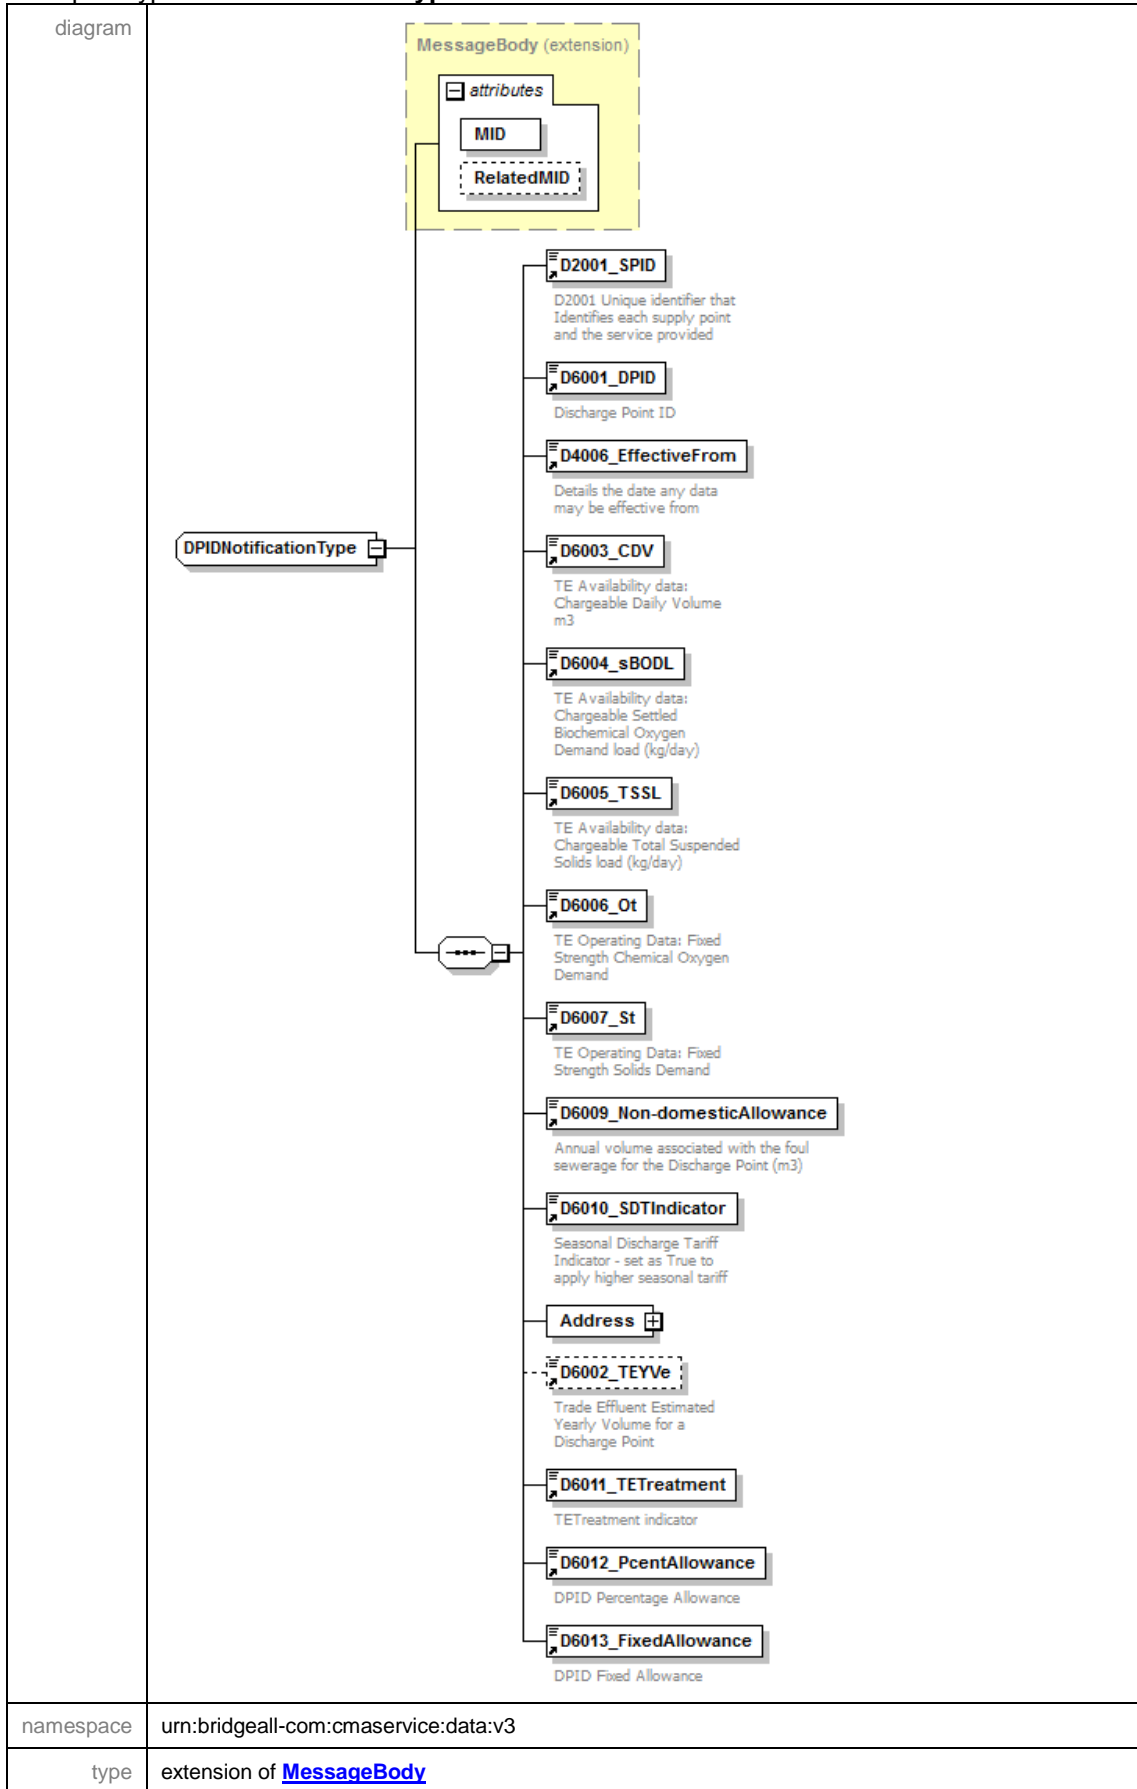 diagram
MessageBody (extension)
attributes
MID
RelatedMID
D2001_SPID
D2001 Unique identifier that
Identifies each supply point
and the service provided
D6001_DPID
Discharge Point ID
D4006_EffectiveFrom
Details the date any data
may be effective from
DPIDNotificationType
D6003_CDV
TE Availability data:
Chargeable Daily Volume
m3
D6004_sBODL
TE Availability data:
Chargeable Settled
Biochemical Oxygen
Demand load (kg/day)
D6005_TSSL
TE Availability data:
Chargeable Total Suspended
Solids load (kg/day)
D6006_Ot
TE Operating Data: Fixed
Strength Chemical Oxygen
Demand
D6007_St
TE Operating Data: Fixed
Strength Solids Demand
D6009_Non-domesticAllowance
Annual volume associated with the foul
sewerage for the Discharge Point (m3)
D6010_SDTIndicator
Seasonal Discharge Tariff
Indicator - set as True to
apply higher seasonal tariff
Address
D6002_TEYVe
Trade Effluent Estimated
Yearly Volume for a
Discharge Point
D6011_TETreatment
TETreatment indicator
D6012_PcentAllowance
DPID Percentage Allowance
D6013_FixedAllowance
DPID Fixed Allowance
namespace urn:bridgeall-com:cmaservice:data:v3
type extension of MessageBody